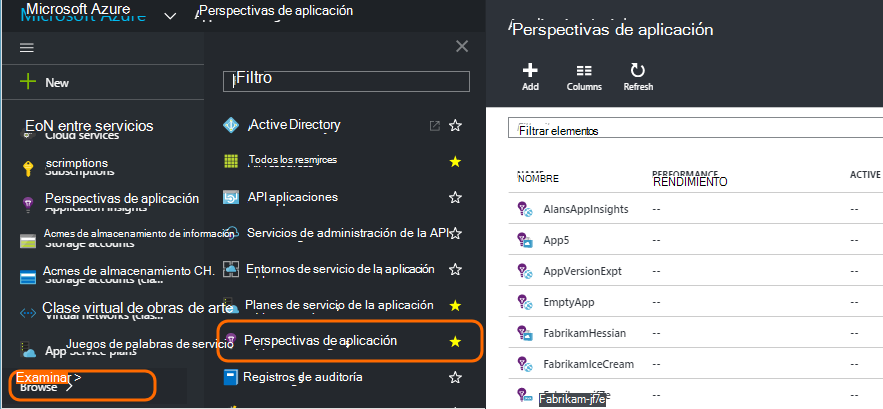 Microsoft Azure
Perspectivas de aplicación
New
EoN entre servicios
Cloud services
scrimptions
Subscriptions
Perspectivas de aplicación
Application Insights
Acmes de almacenamiento de información
Storage accounts
Acmes de almacenamiento CH.
Storage accounts (cla...
Clase virtual de obras de arte
Virtual networks (clas...
Juegos de palabras de servicio
App Service plans
Examinar >
Browse >
Filtro
Active Directory
Todos los resmjrces
API aplicaciones
Servicios de administración de la API
Entornos de servicio de la aplicación
Planes de servicio de la aplicación
Perspectivas de aplicación
Registros de auditoría
Perspectivas de aplicación
Add
Columns
Refresh
Filtrar elementos
NAME
NOMBRE
PERFORMANCE
RENDIMIENTO
ACTIVE
AlansAppInsights -- --
App5 -- --
AppVersionExpt -- --
EmptyApp -- --
FabrikamHessian -- --
FabrikamIceCream -- --
Fabrikam-jf7e -- --